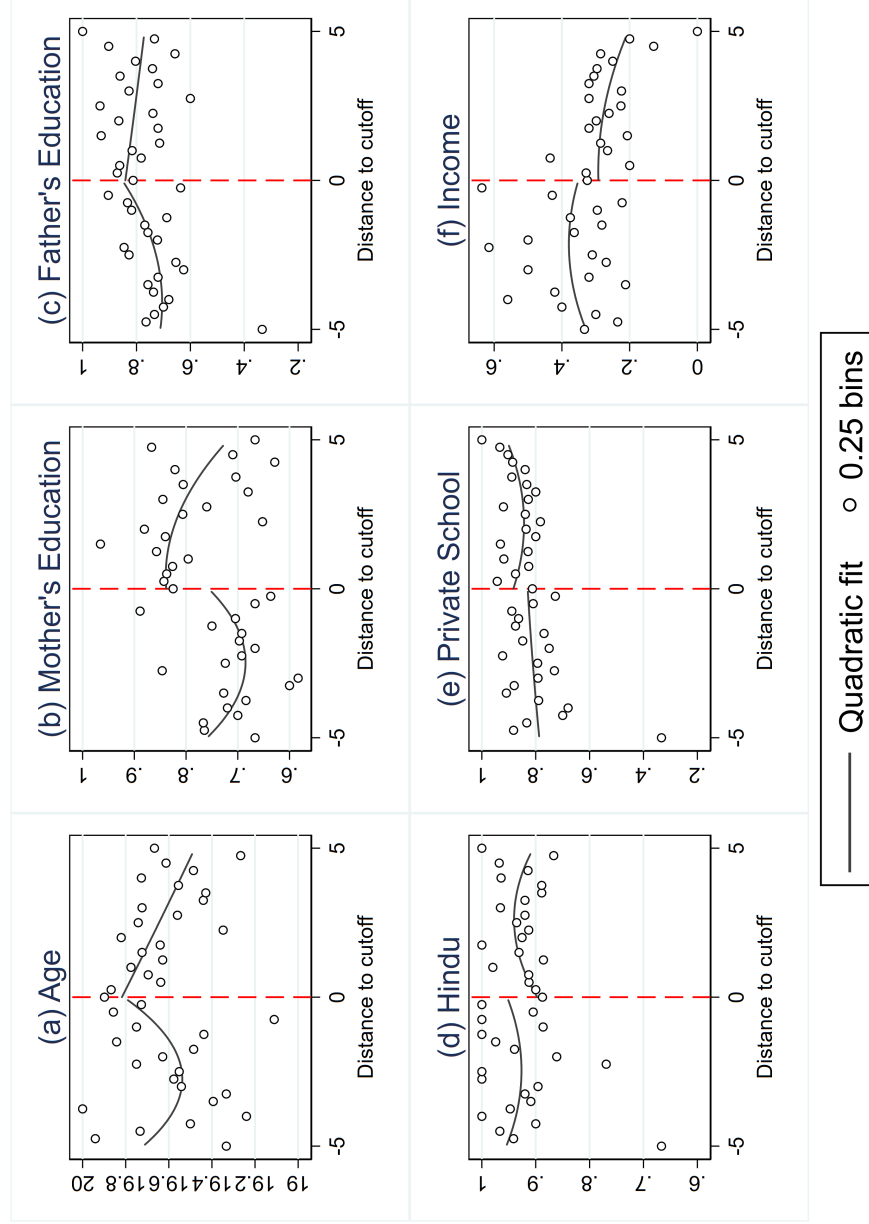 (a) Age
20
19.8
19.6
19.4
19.2
19
-5 0 5
Distance to cutoff
(b) Mother's Education
1
.9
.8
.7
.6
-5 0 5
Distance to cutoff
(c) Father's Education
1
.8
.6
.4
.2
-5 0 5
Distance to cutoff
(d) Hindu
1
.9
.8
.7
.6
-5 0 5
Distance to cutoff
(e) Private School
1
.8
.6
.4
.2
-5 0 5
Distance to cutoff
(f) Income
.6
.4
.2
0
-5 0 5
Distance to cutoff
Quadratic fit 0.25 bins